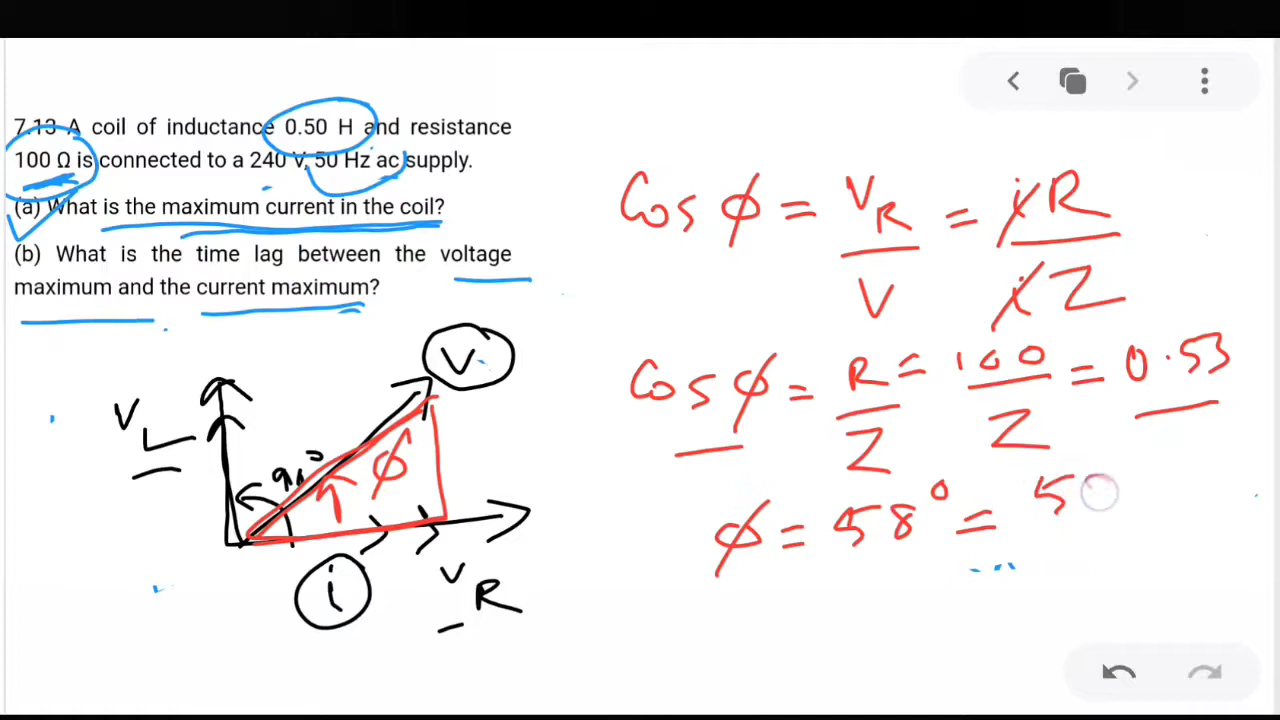 7.13 A coil of inductance 0.50 H and resistance
100 Ω is connected to a 240 V, 50 Hz ac supply.
(a) What is the maximum current in the coil?
(b) What is the time lag between the voltage
maximum and the current maximum?
Cos ϕ = V_R / V = iR / iZ
Cos ϕ = R / Z = 100 / Z = 0.53
ϕ = 58° = 58
V
V_L
90°
ϕ
i
V_R